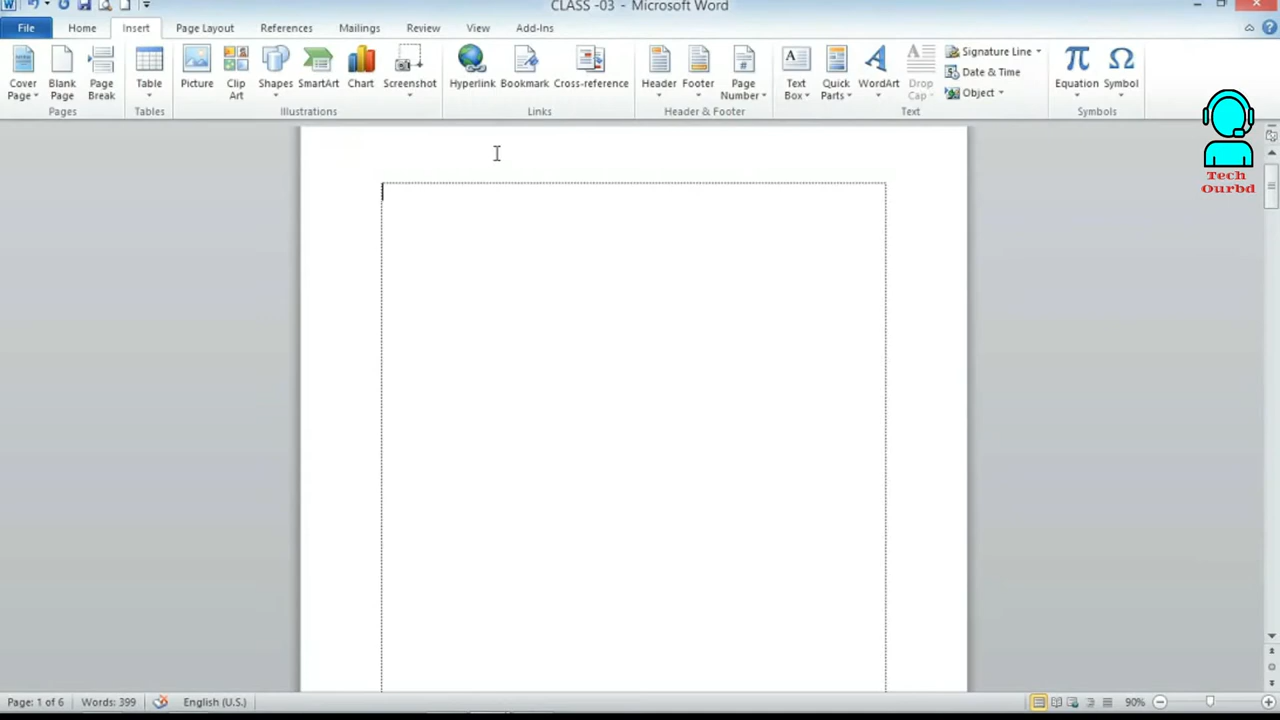 CLASS -03 - Microsoft Word
File Home Insert Page Layout References Mailings Review View Add-Ins
Cover Page Blank Page Page Break
Pages
Table
Tables
Picture Clip Art Shapes SmartArt Chart Screenshot
Illustrations
Hyperlink Bookmark Cross-reference
Links
Header Footer Page Number
Header & Footer
Text Box Quick Parts WordArt Drop Cap
Signature Line
Date & Time
Object
Text
Equation Symbol
Symbols
Tech
Ourbd
Page: 1 of 6 Words: 399 English (U.S.) 90%